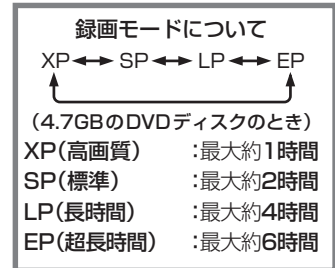 録画モードについて
XP SP LP EP
(4.7GBのDVDディスクのとき)
XP(高画質) :最大約1時間
SP(標準) :最大約2時間
LP(長時間) :最大約4時間
EP(超長時間) :最大約6時間